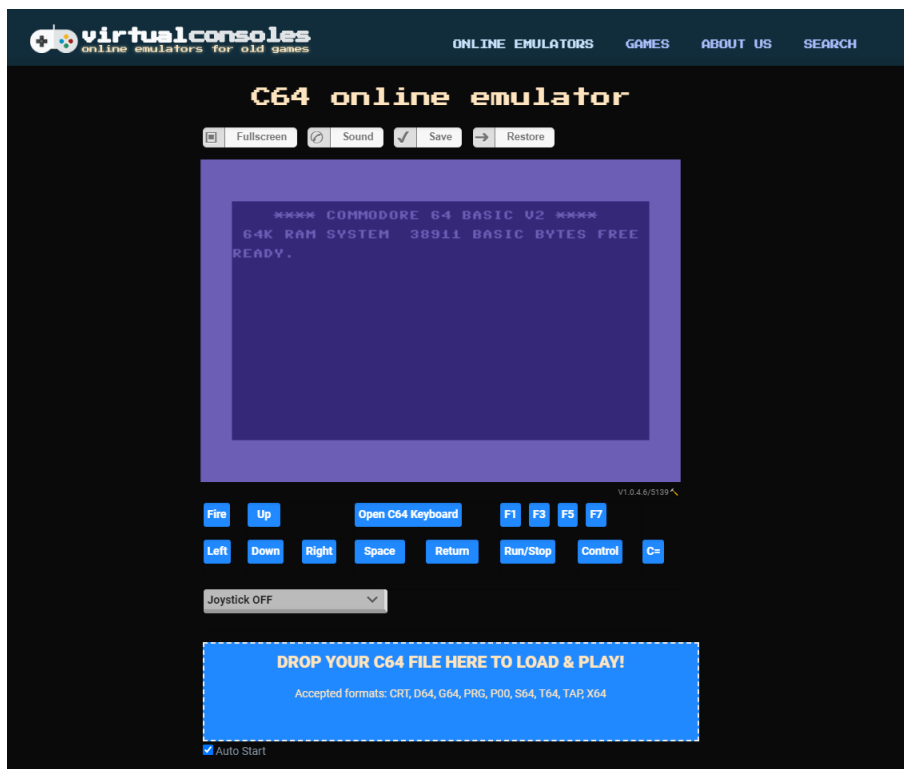 virtualconsoles
online emulators for old games
ONLINE EMULATORS GAMES ABOUT US SEARCH
C64 online emulator
Fullscreen Sound Save Restore
**** COMMODORE 64 BASIC V2 ****
64K RAM SYSTEM 38911 BASIC BYTES FREE
READY.
V1.0.4.6/5139
Fire Up Open C64 Keyboard F1 F3 F5 F7
Left Down Right Space Return Run/Stop Control C=
Joystick OFF
DROP YOUR C64 FILE HERE TO LOAD & PLAY!
Accepted formats: CRT, D64, G64, PRG, P00, S64, T64, TAP, X64
Auto Start